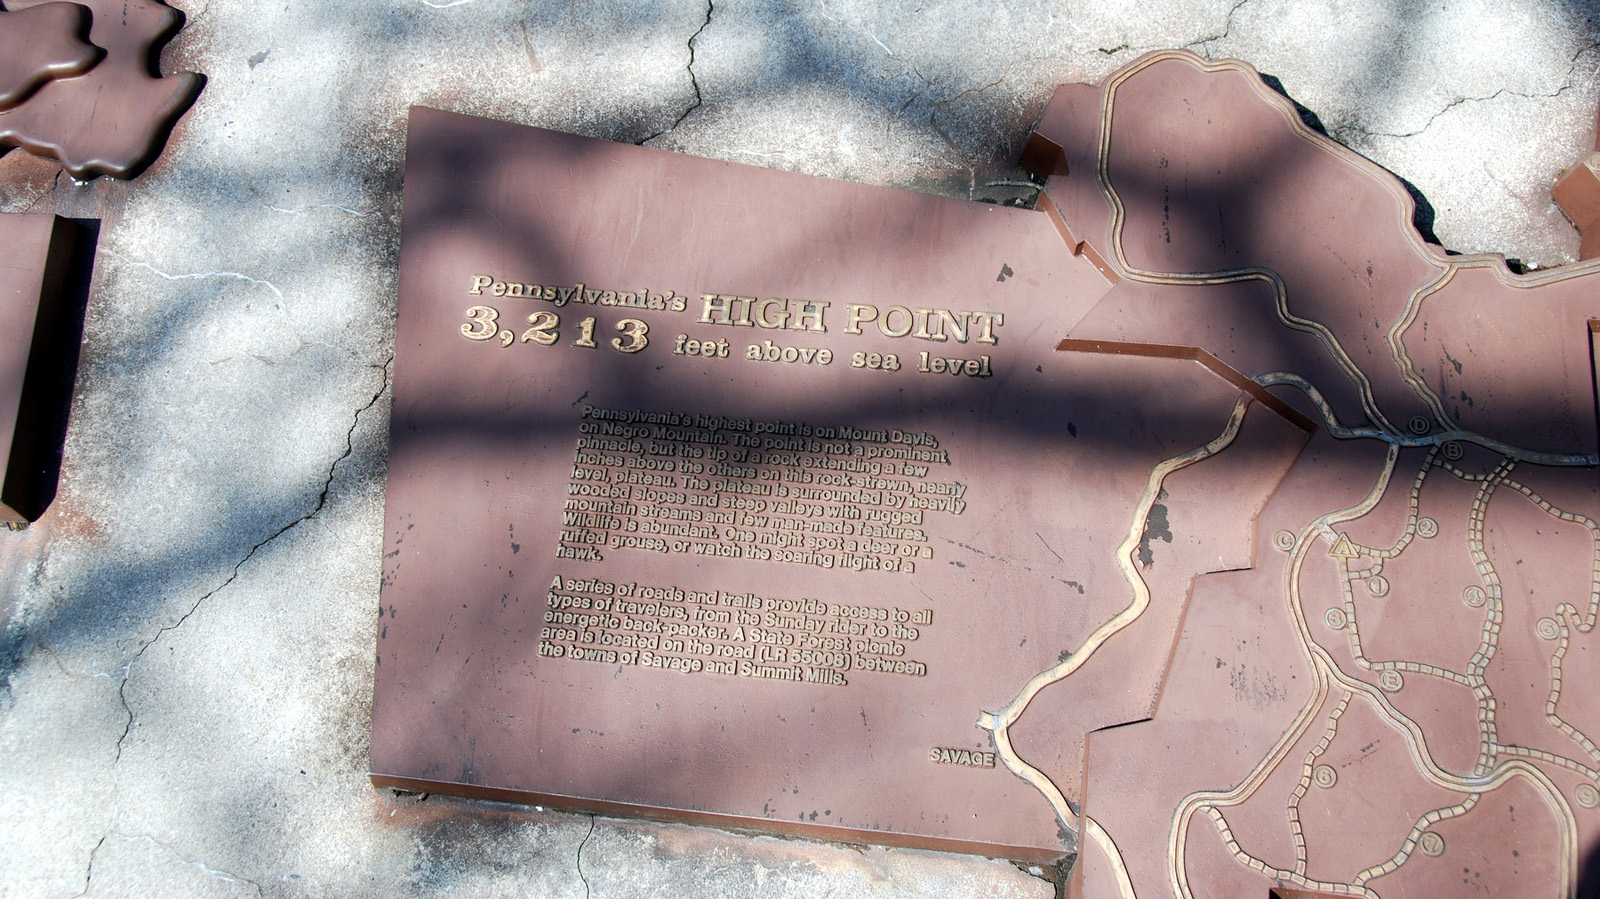 Pennsylvania's HIGH POINT
3,213 feet above sea level
Pennsylvania's highest point is on Mount Davis,
on Negro Mountain. The point is not a prominent
pinnacle, but the tip of a rock extending a few
inches above the others on this rock-strewn, nearly
level, plateau. The plateau is surrounded by heavily
wooded slopes and steep valleys with rugged
mountain streams and few man-made features.
Wildlife is abundant. One might spot a deer or a
ruffed grouse, or watch the soaring flight of a
hawk.
A series of roads and trails provide access to all
types of travelers, from the Sunday rider to the
energetic back-packer. A State Forest picnic
area is located on the road (LR 55008) between
the towns of Savage and Summit Mills.
SAVAGE
D
B
2
C
1
4
3
E
6
7